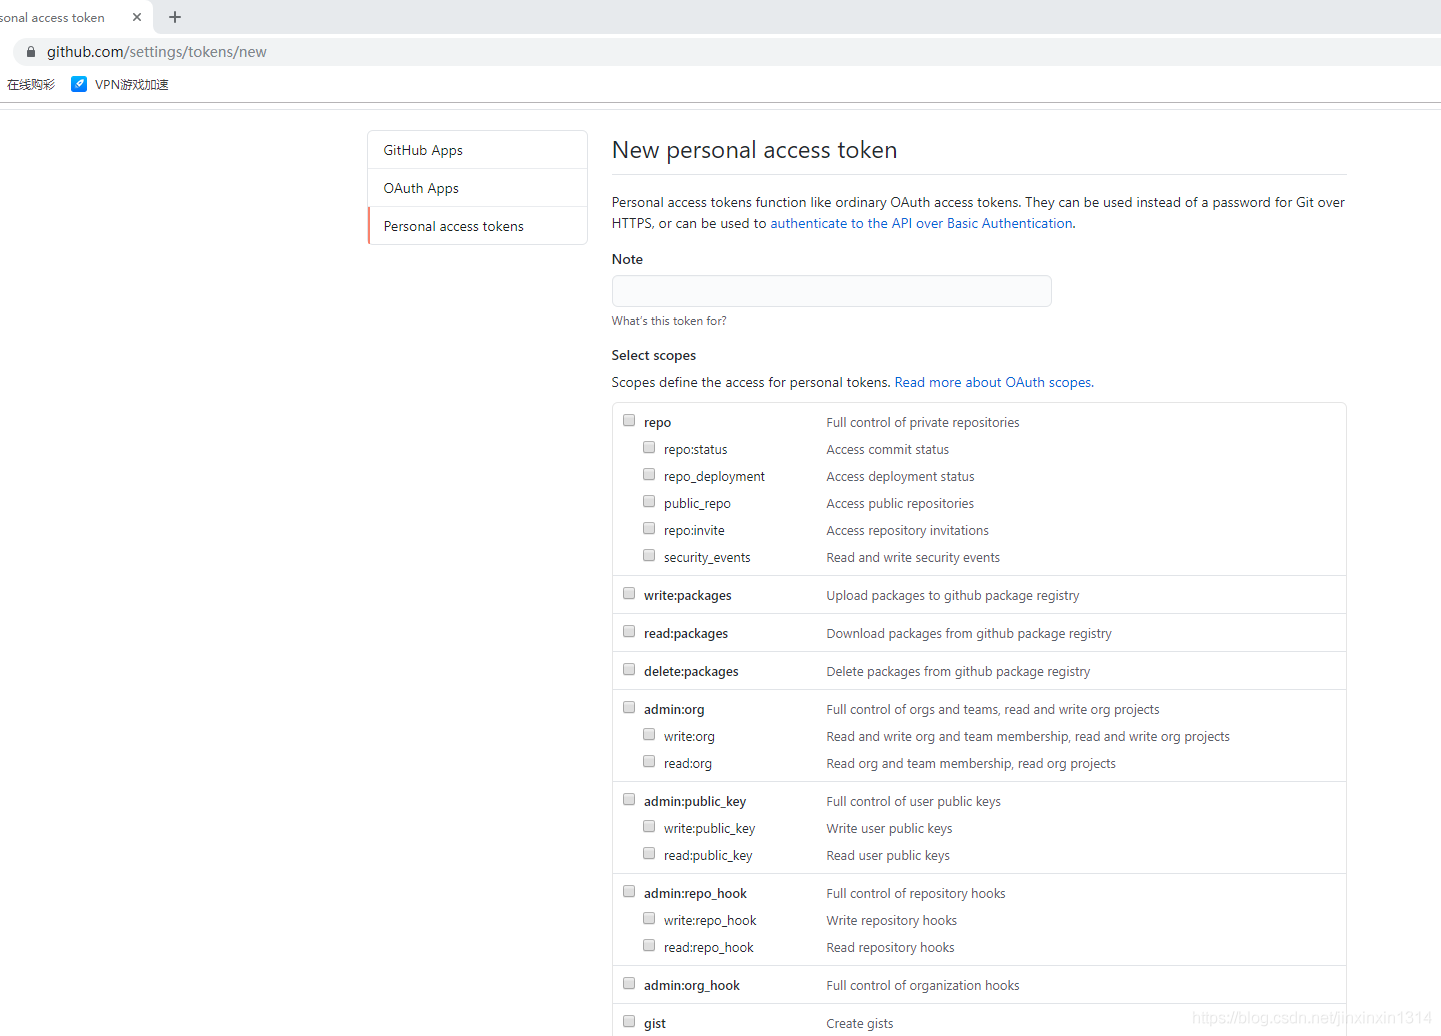 sonal access token
github.com/settings/tokens/new
在线购彩 VPN游戏加速
GitHub Apps
OAuth Apps
Personal access tokens
New personal access token
Personal access tokens function like ordinary OAuth access tokens. They can be used instead of a password for Git over
HTTPS, or can be used to authenticate to the API over Basic Authentication.
Note
What's this token for?
Select scopes
Scopes define the access for personal tokens. Read more about OAuth scopes.
repo Full control of private repositories
repo:status Access commit status
repo_deployment Access deployment status
public_repo Access public repositories
repo:invite Access repository invitations
security_events Read and write security events
write:packages Upload packages to github package registry
read:packages Download packages from github package registry
delete:packages Delete packages from github package registry
admin:org Full control of orgs and teams, read and write org projects
write:org Read and write org and team membership, read and write org projects
read:org Read org and team membership, read org projects
admin:public_key Full control of user public keys
write:public_key Write user public keys
read:public_key Read user public keys
admin:repo_hook Full control of repository hooks
write:repo_hook Write repository hooks
read:repo_hook Read repository hooks
admin:org_hook Full control of organization hooks
gist Create gists
https://blog.csdn.net/jinxinxin1314